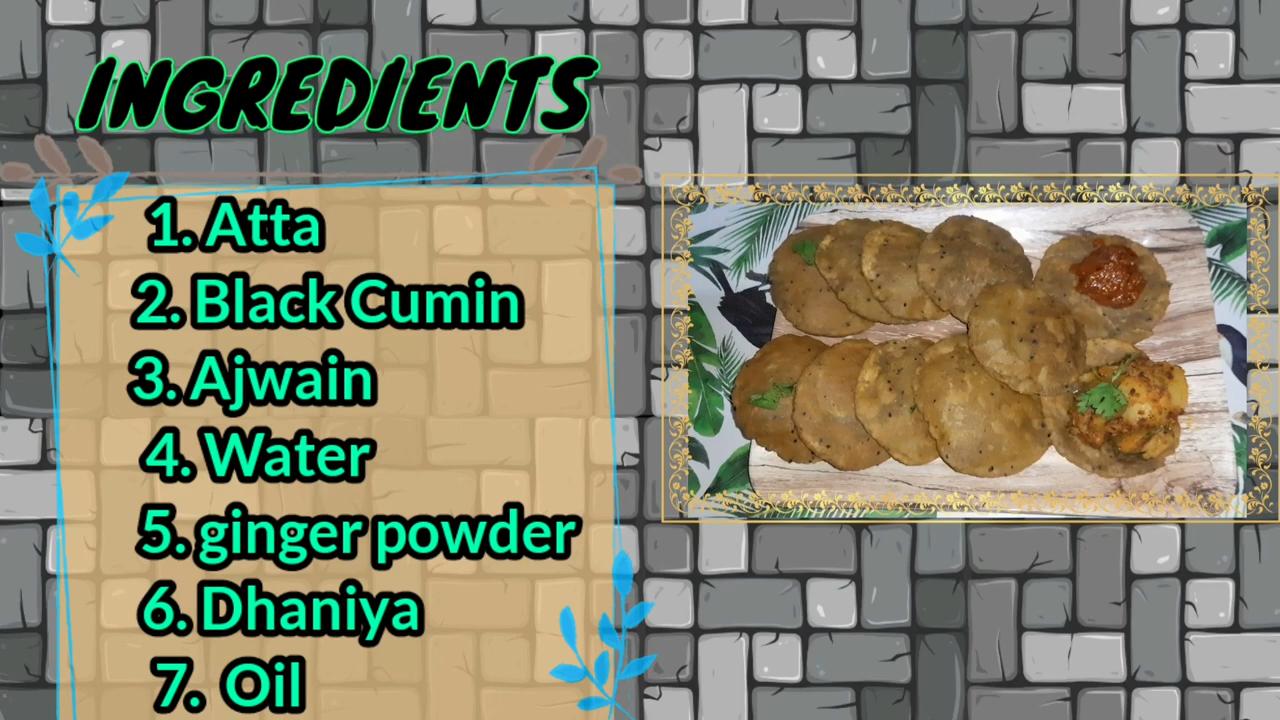 INGREDIENTS
1. Atta
2. Black Cumin
3. Ajwain
4. Water
5. ginger powder
6. Dhaniya
7. Oil